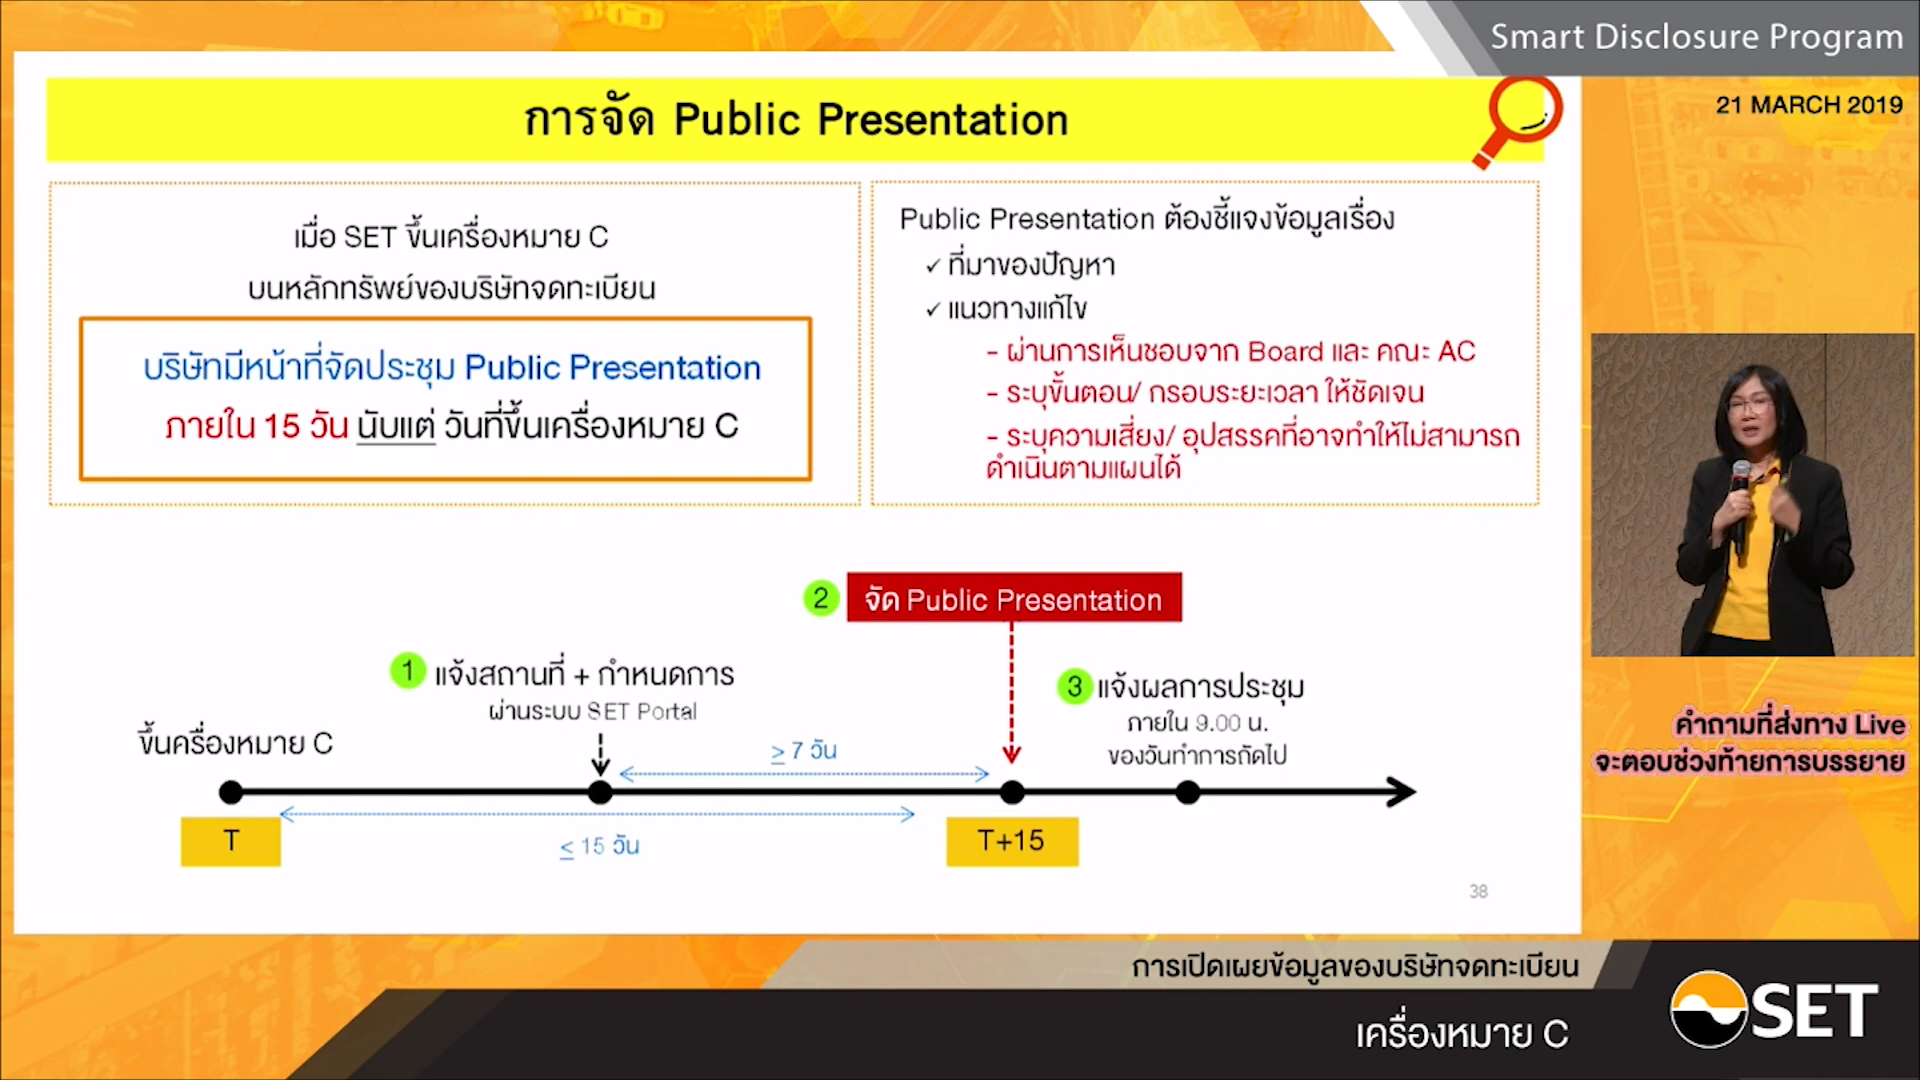 Smart Disclosure Program
21 MARCH 2019
การจัด Public Presentation
เมื่อ SET ขึ้นเครื่องหมาย C
บนหลักทรัพย์ของบริษัทจดทะเบียน
บริษัทมีหน้าที่จัดประชุม Public Presentation
ภายใน 15 วัน นับแต่ วันที่ขึ้นเครื่องหมาย C
Public Presentation ต้องชี้แจงข้อมูลเรื่อง
✓ ที่มาของปัญหา
✓ แนวทางแก้ไข
- ผ่านการเห็นชอบจาก Board และ คณะ AC
- ระบุขั้นตอน/ กรอบระยะเวลา ให้ชัดเจน
- ระบุความเสี่ยง/ อุปสรรคที่อาจทำให้ไม่สามารถ
ดำเนินตามแผนได้
2 จัด Public Presentation
1 แจ้งสถานที่ + กำหนดการ
ผ่านระบบ SET Portal
3 แจ้งผลการประชุม
ภายใน 9.00 น.
ของวันทำการถัดไป
ขึ้นครื่องหมาย C
≥ 7 วัน
T
≤ 15 วัน
T+15
38
คำถามที่ส่งทาง Live
จะตอบช่วงท้ายการบรรยาย
การเปิดเผยข้อมูลของบริษัทจดทะเบียน
เครื่องหมาย C
SET